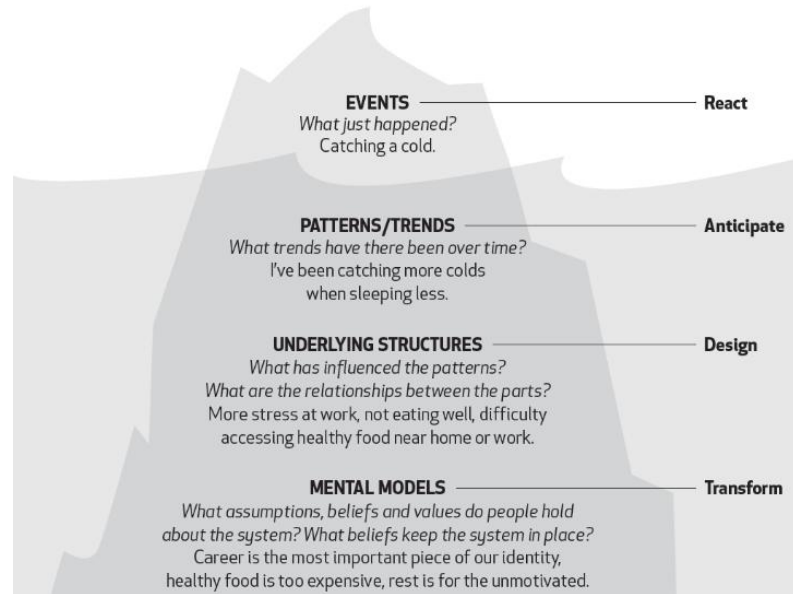 EVENTS React
What just happened?
Catching a cold.
PATTERNS/TRENDS Anticipate
What trends have there been over time?
I've been catching more colds
when sleeping less.
UNDERLYING STRUCTURES Design
What has influenced the patterns?
What are the relationships between the parts?
More stress at work, not eating well, difficulty
accessing healthy food near home or work.
MENTAL MODELS Transform
What assumptions, beliefs and values do people hold
about the system? What beliefs keep the system in place?
Career is the most important piece of our identity,
healthy food is too expensive, rest is for the unmotivated.